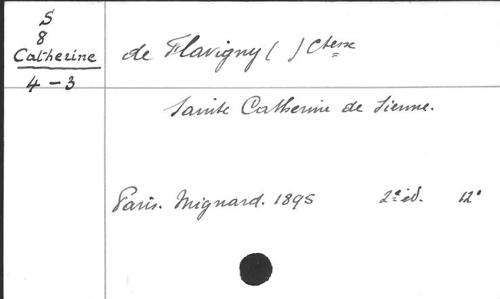 S
8
Catherine
4-3
de Flavigny ( ) Ctesse
Sainte Catherine de Sienne.
Paris. Mignard. 1895 2e éd. 12°